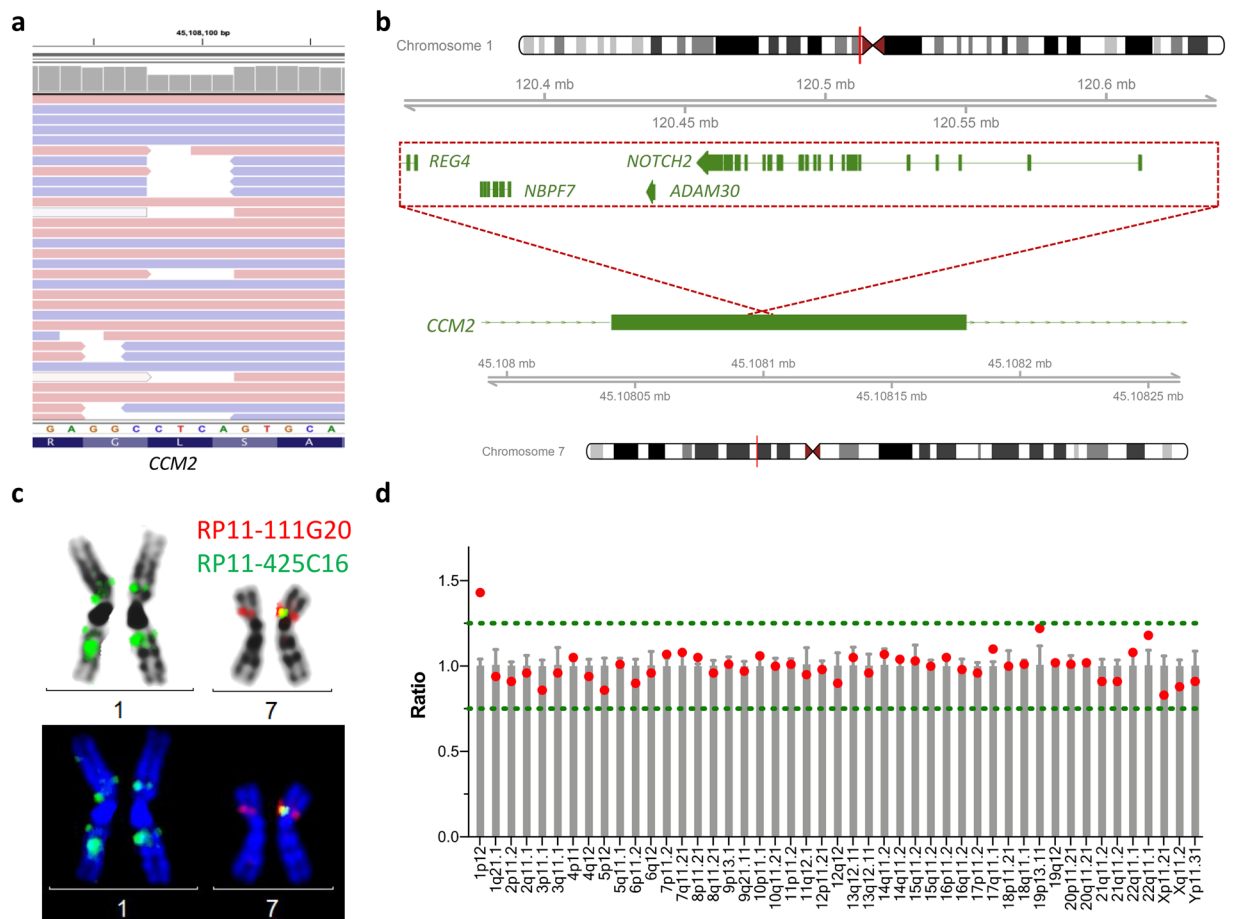 a
45,108,100 bp
G A G G C C T C A G T G C A
R G L S A
CCM2
b
Chromosome 1
120.4 mb 120.5 mb 120.6 mb
120.45 mb 120.55 mb
REG4 NOTCH2
NBPF7 ADAM30
CCM2
45.108 mb 45.1081 mb 45.1082 mb
45.10805 mb 45.10815 mb 45.10825 mb
Chromosome 7
c
RP11-111G20
RP11-425C16
1 7
1 7
d
Ratio
1.5
1.0
0.5
0.0
1p12
1q21.1
2p11.2
2q11.1
3p11.1
3q11.1
4p11
4q12
5p12
5q11.1
6p11.2
6q12
7p11.2
7q11.21
8p11.21
8q11.21
9p13.1
9q21.11
10p11.1
10q11.21
11p11.2
11q12.1
12p11.21
12q12
13q12.11
13q12.11
14q11.2
14q11.2
15q11.2
15q11.2
16p11.2
16q11.2
17p11.2
17q11.1
18p11.21
18q11.1
19p13.11
19q12
20p11.21
20q11.21
21q11.2
21q11.2
22q11.1
22q11.1
Xp11.21
Xq11.2
Yp11.31